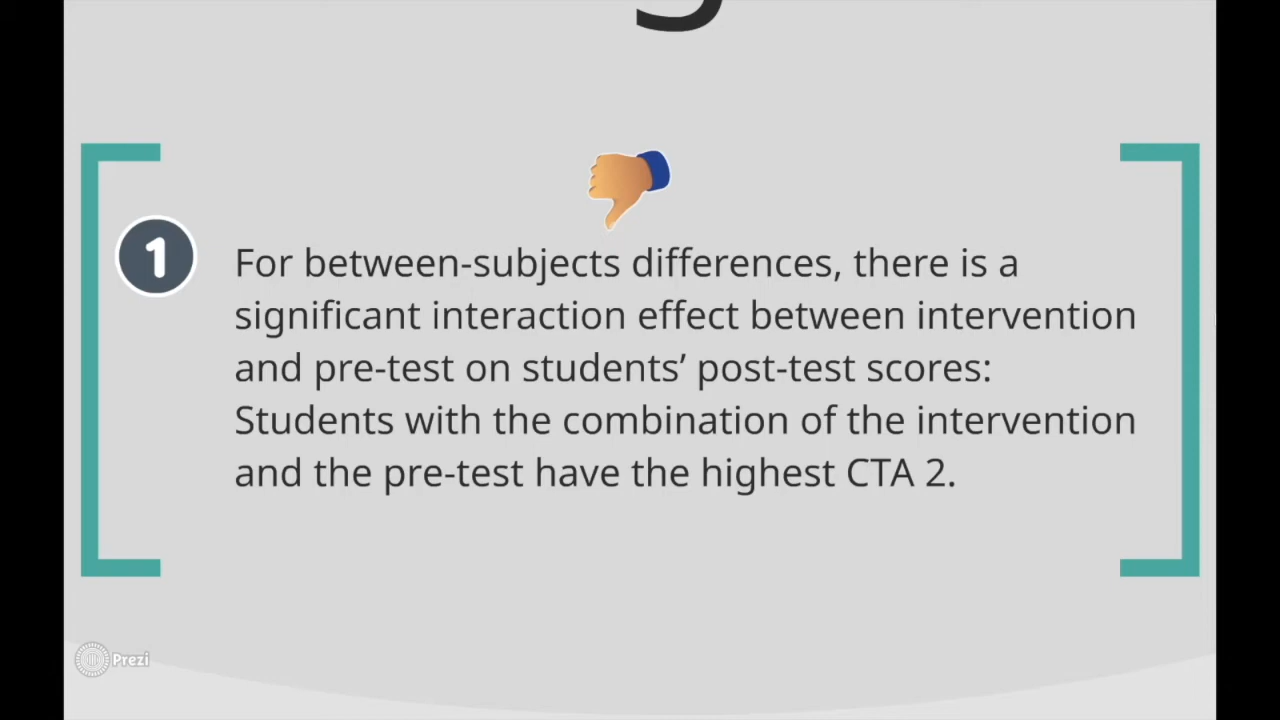 1
For between-subjects differences, there is a
significant interaction effect between intervention
and pre-test on students’ post-test scores:
Students with the combination of the intervention
and the pre-test have the highest CTA 2.
Prezi